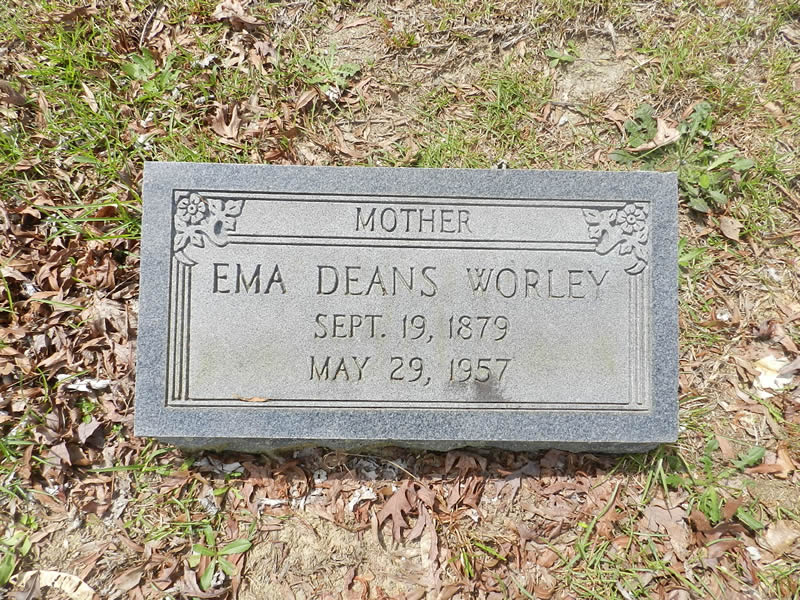 MOTHER
EMA DEANS WORLEY
SEPT. 19, 1879
MAY 29, 1957